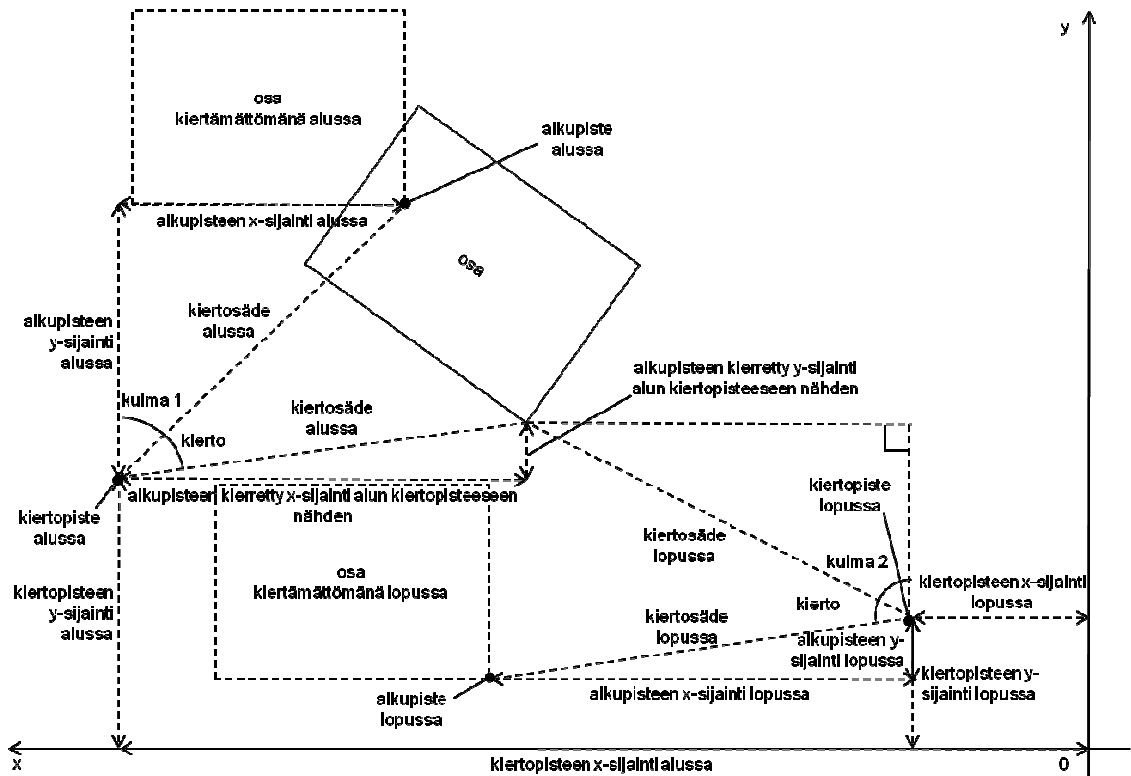 y
osa
kiertämättömänä alussa
alkupiste
alussa
alkupisteen x-sijainti alussa
osa
kiertosäde
alussa
alkupisteen
y-sijainti
alussa
alkupisteen kierretty y-sijainti
alun kiertopisteeseen nähden
kulma 1
kiertosäde
alussa
kierto
alkupisteen kierretty x-sijainti alun kiertopisteeseen
nähden
kiertopiste
alussa
kiertopiste
lopussa
kiertosäde
lopussa
kulma 2
osa
kiertämättömänä lopussa
kiertopisteen
y-sijainti
alussa
kiertopisteen x-sijainti
lopussa
kierto
kiertosäde
lopussa
alkupisteen y-
sijainti lopussa
kiertopisteen y-
sijainti lopussa
alkupiste
lopussa
alkupisteen x-sijainti lopussa
x
kiertopisteen x-sijainti alussa
0